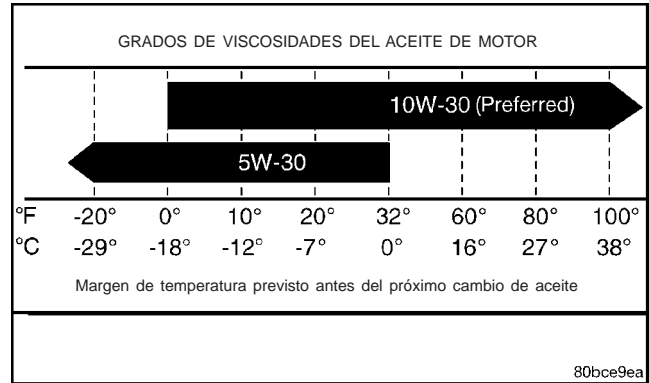 GRADOS DE VISCOSIDADES DEL ACEITE DE MOTOR
10W-30 (Preferred)
5W-30
°F -20° 0° 10° 20° 32° 60° 80° 100°
°C -29° -18° -12° -7° 0° 16° 27° 38°
Margen de temperatura previsto antes del próximo cambio de aceite
80bce9ea